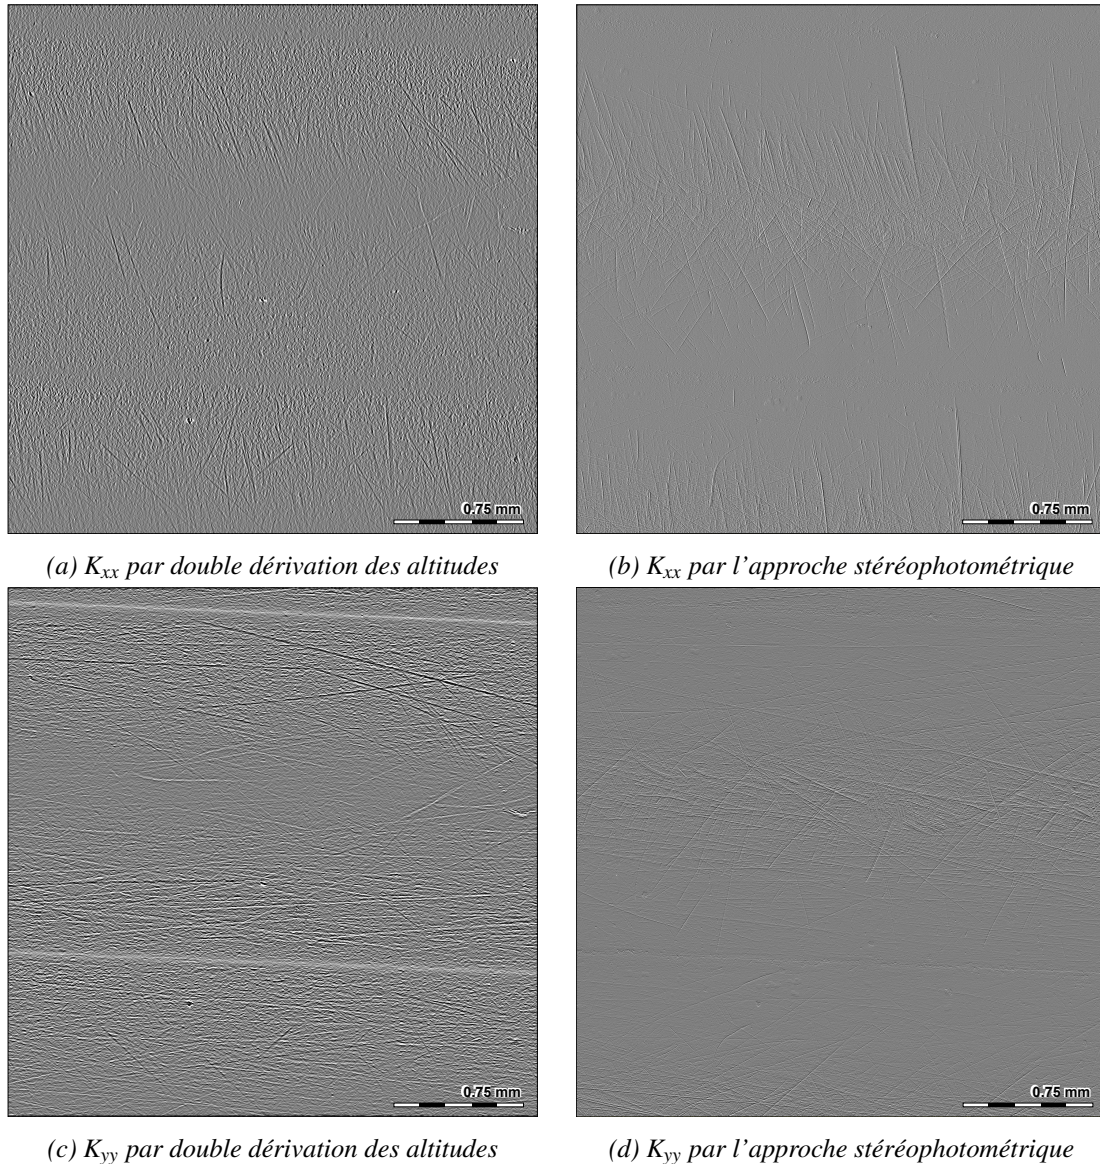 0.75 mm
0.75 mm
(a) Kxx par double dérivation des altitudes
(b) Kxx par l'approche stéréophotométrique
0.75 mm
0.75 mm
(c) Kyy par double dérivation des altitudes
(d) Kyy par l'approche stéréophotométrique